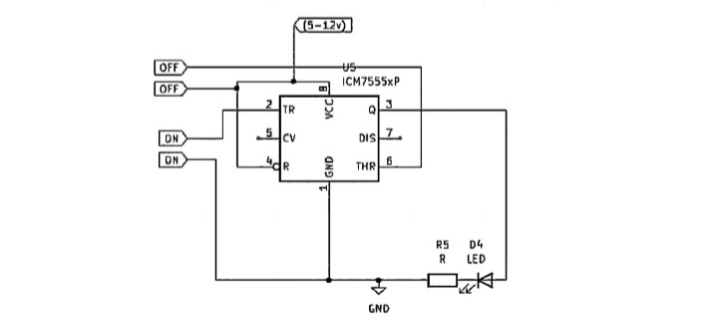 (5-12v)
OFF
U5
OFF
ICM7555xP
8
2
TR
VCC
Q
3
ON
5
CV
DIS
7
ON
4
R
GND
THR
6
1
R5
D4
R
LED
GND